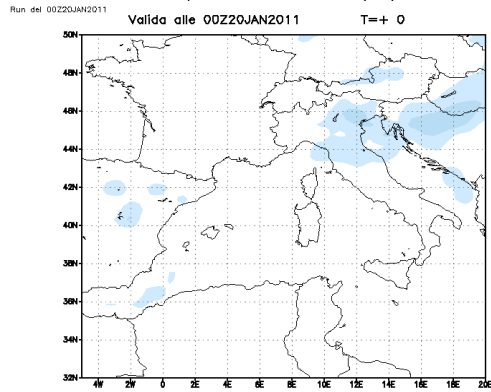 Run del 00Z20JAN2011
Valida alle 00Z20JAN2011 T=+ 0
50N
48N
46N
44N
42N
40N
38N
36N
34N
32N
4W 2W 0 2E 4E 6E 8E 10E 12E 14E 16E 18E 20E